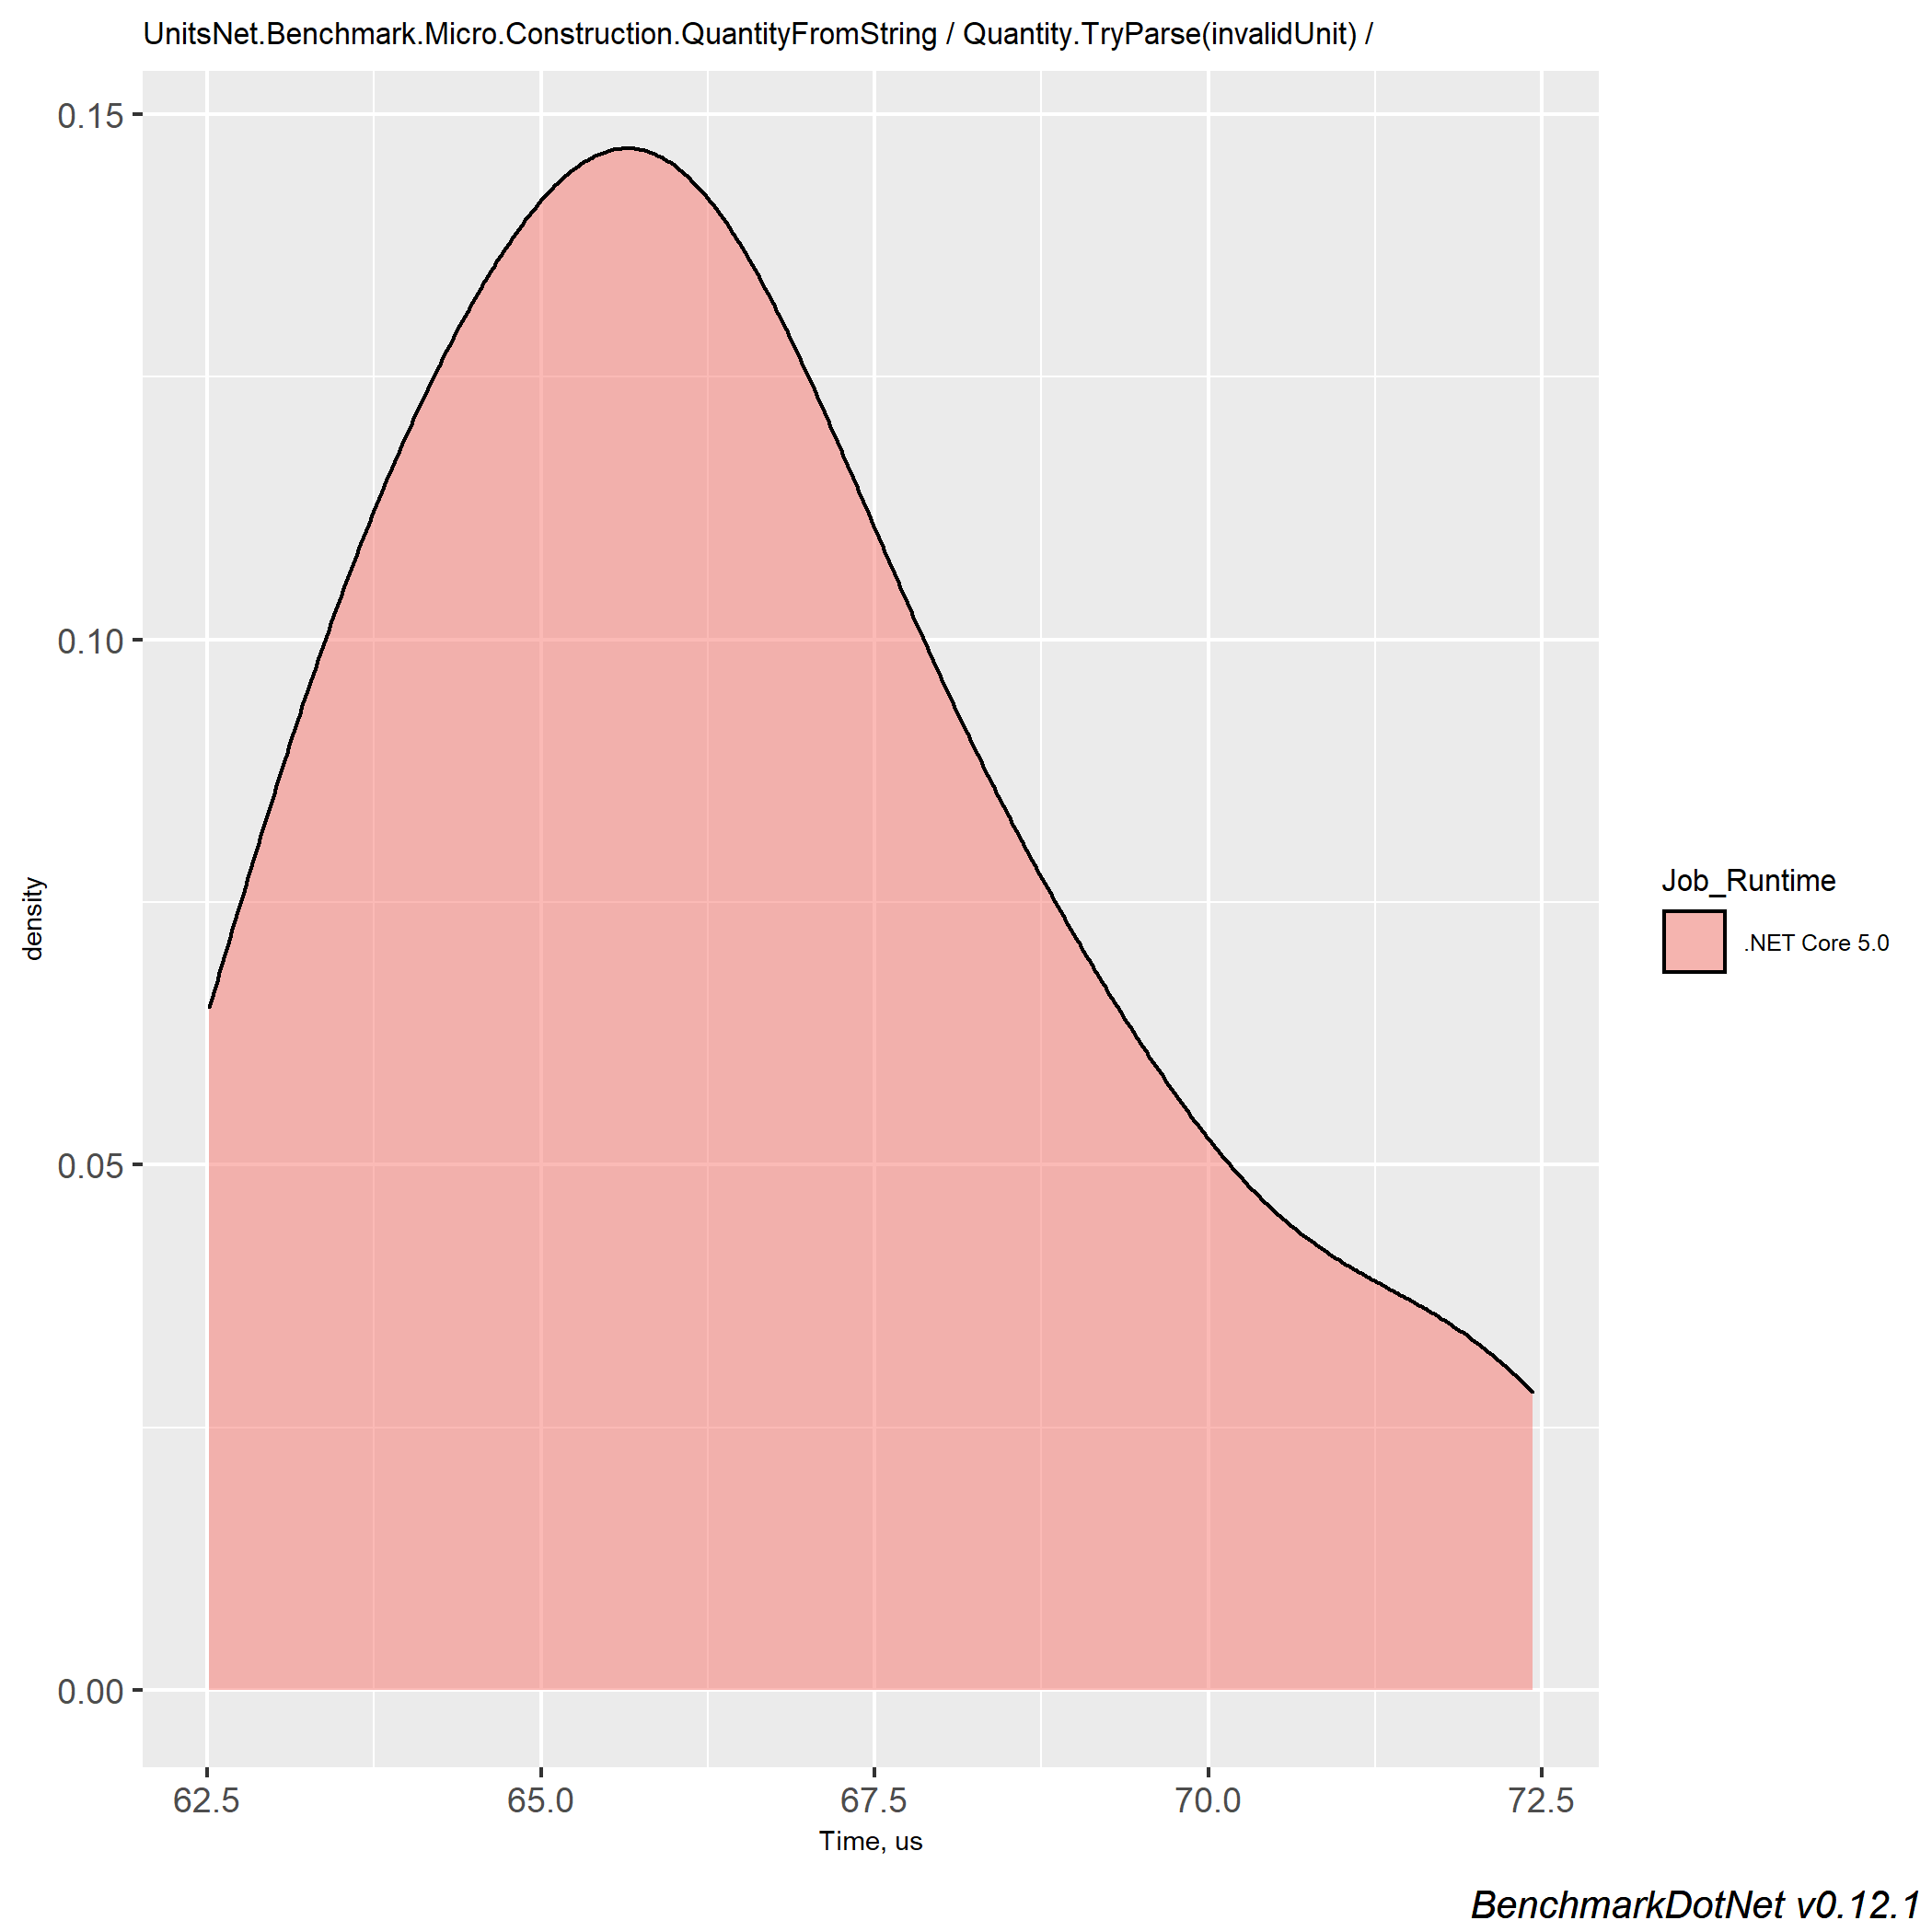 UnitsNet.Benchmark.Micro.Construction.QuantityFromString / Quantity.TryParse(invalidUnit) /
0.15
0.10
0.05
0.00
density
62.5 65.0 67.5 70.0 72.5
Time, us
Job_Runtime
.NET Core 5.0
BenchmarkDotNet v0.12.1